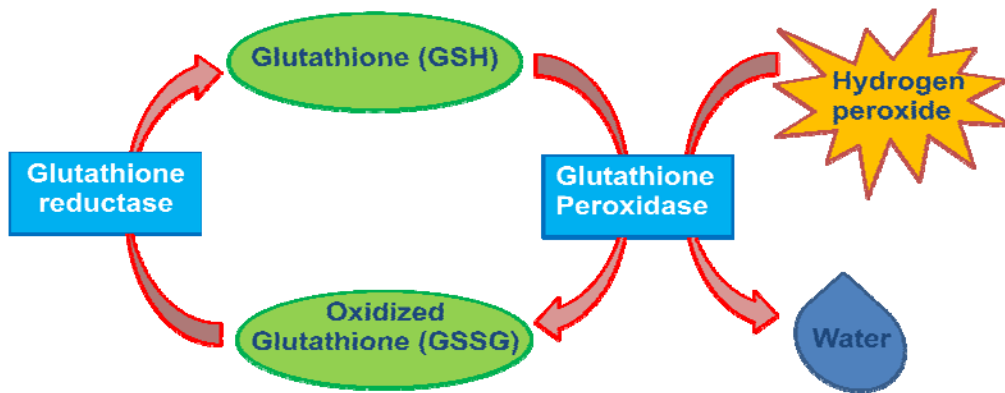 Glutathione (GSH)
Hydrogen
peroxide
Glutathione
reductase
Glutathione
Peroxidase
Oxidized
Glutathione (GSSG)
Water